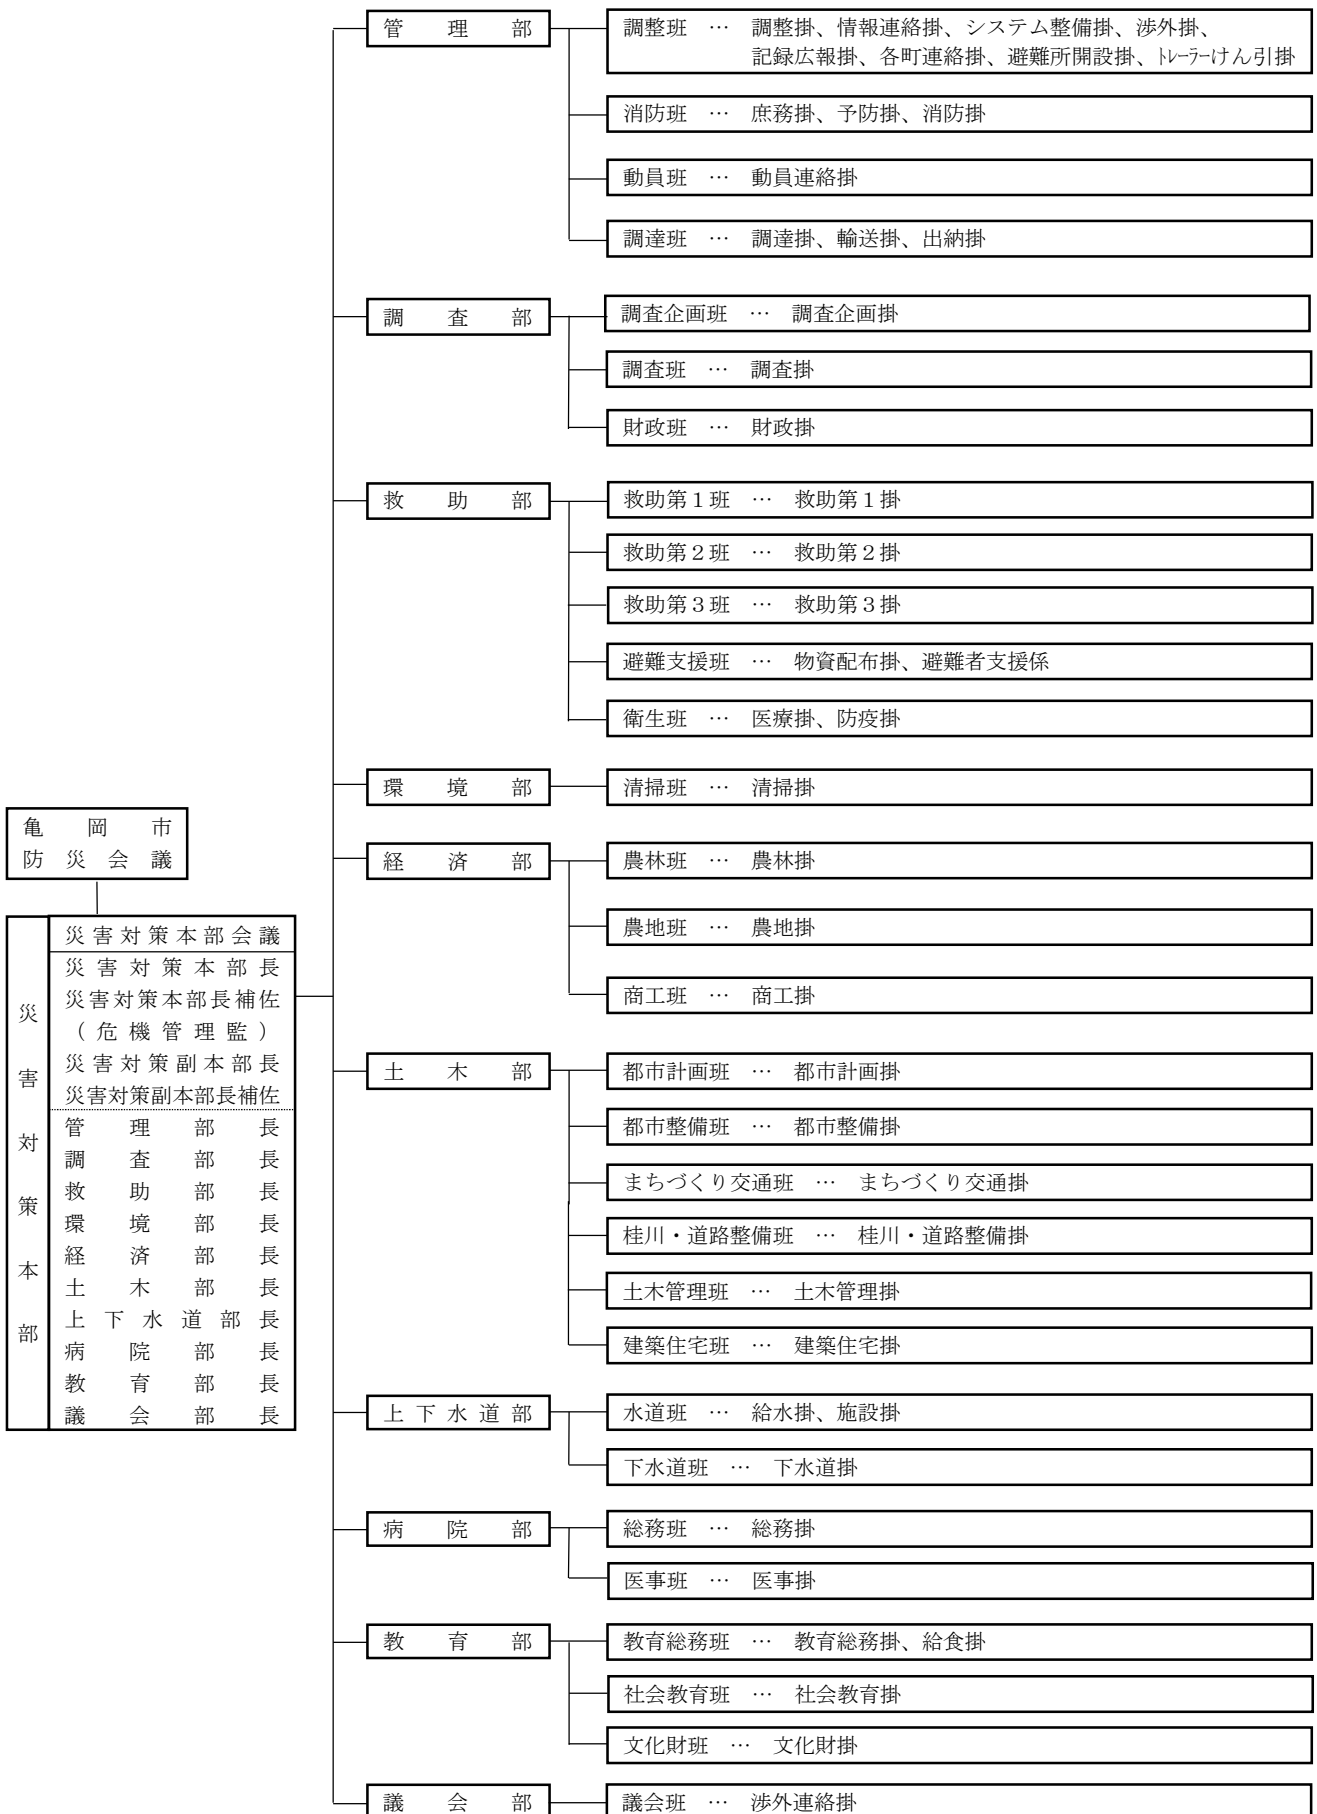 亀岡市
防災会議
災害対策本部
災害対策本部会議
災害対策本部長
災害対策本部長補佐
(危機管理監)
災害対策副本部長
災害対策副本部長補佐
管理部長
調査部長
救助部長
環境部長
経済部長
土木部長
上下水道部長
病院部長
教育部長
議会部長
管理部
調整班 … 調整掛、情報連絡掛、システム整備掛、渉外掛、
記録広報掛、各町連絡掛、避難所開設掛、ﾄﾚｰﾗｰけん引掛
消防班 … 庶務掛、予防掛、消防掛
動員班 … 動員連絡掛
調達班 … 調達掛、輸送掛、出納掛
調査部
調査企画班 … 調査企画掛
調査班 … 調査掛
財政班 … 財政掛
救助部
救助第１班 … 救助第１掛
救助第２班 … 救助第２掛
救助第３班 … 救助第３掛
避難支援班 … 物資配布掛、避難者支援係
衛生班 … 医療掛、防疫掛
環境部
清掃班 … 清掃掛
経済部
農林班 … 農林掛
農地班 … 農地掛
商工班 … 商工掛
土木部
都市計画班 … 都市計画掛
都市整備班 … 都市整備掛
まちづくり交通班 … まちづくり交通掛
桂川・道路整備班 … 桂川・道路整備掛
土木管理班 … 土木管理掛
建築住宅班 … 建築住宅掛
上下水道部
水道班 … 給水掛、施設掛
下水道班 … 下水道掛
病院部
総務班 … 総務掛
医事班 … 医事掛
教育部
教育総務班 … 教育総務掛、給食掛
社会教育班 … 社会教育掛
文化財班 … 文化財掛
議会部
議会班 … 渉外連絡掛